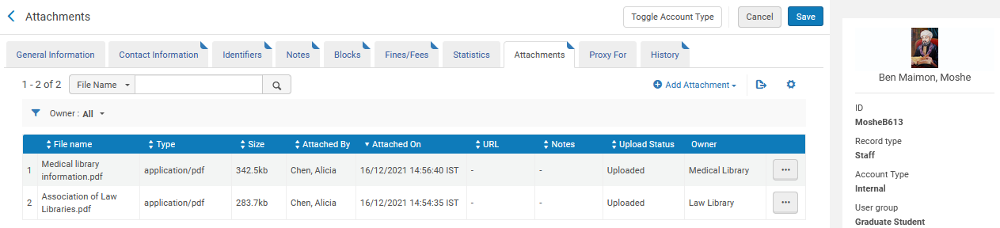 Attachments
Toggle Account Type
Cancel
Save
General Information
Contact Information
Identifiers
Notes
Blocks
Fines/Fees
Statistics
Attachments
Proxy For
History
1 - 2 of 2
File Name
Add Attachment
Owner : All
File name Type Size Attached By Attached On URL Notes Upload Status Owner
1 Medical library information.pdf application/pdf 342.5kb Chen, Alicia 16/12/2021 14:56:40 IST - - Uploaded Medical Library
2 Association of Law Libraries.pdf application/pdf 283.7kb Chen, Alicia 16/12/2021 14:54:35 IST - - Uploaded Law Library
Ben Maimon, Moshe
ID
MosheB613
Record type
Staff
Account Type
Internal
User group
Graduate Student